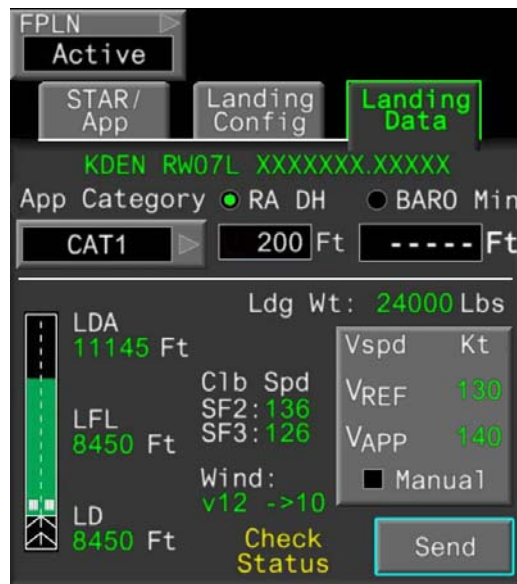 FPLN
Active
STAR/ Landing Landing
App Config Data
KDEN RW07L XXXXXXX.XXXXX
App Category RA DH BARO Min
CAT1 200 Ft ----- Ft
Ldg Wt: 24000 Lbs
LDA
11145 Ft
Vspd Kt
Clb Spd
SF2:136
SF3:126
VREF 130
LFL
8450 Ft
VAPP 140
Wind:
v12 ->10
Manual
LD
8450 Ft
Check
Status
Send